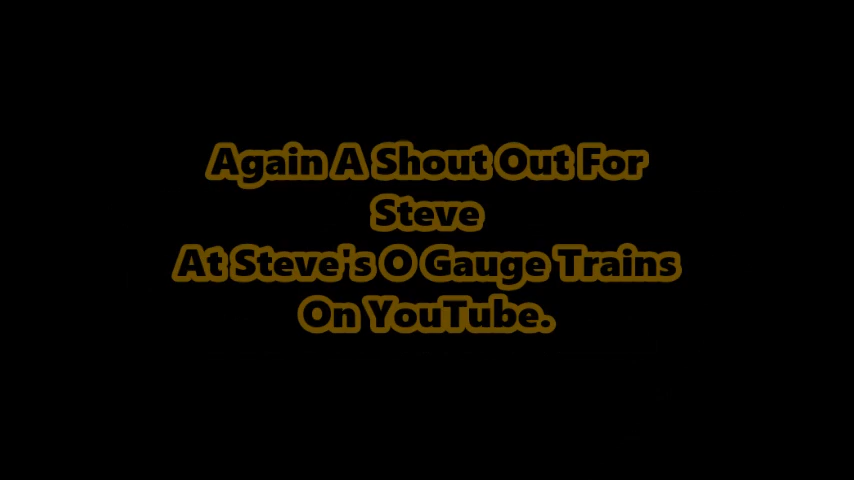 Again A Shout Out For
Steve
At Steve's O Gauge Trains
On YouTube.